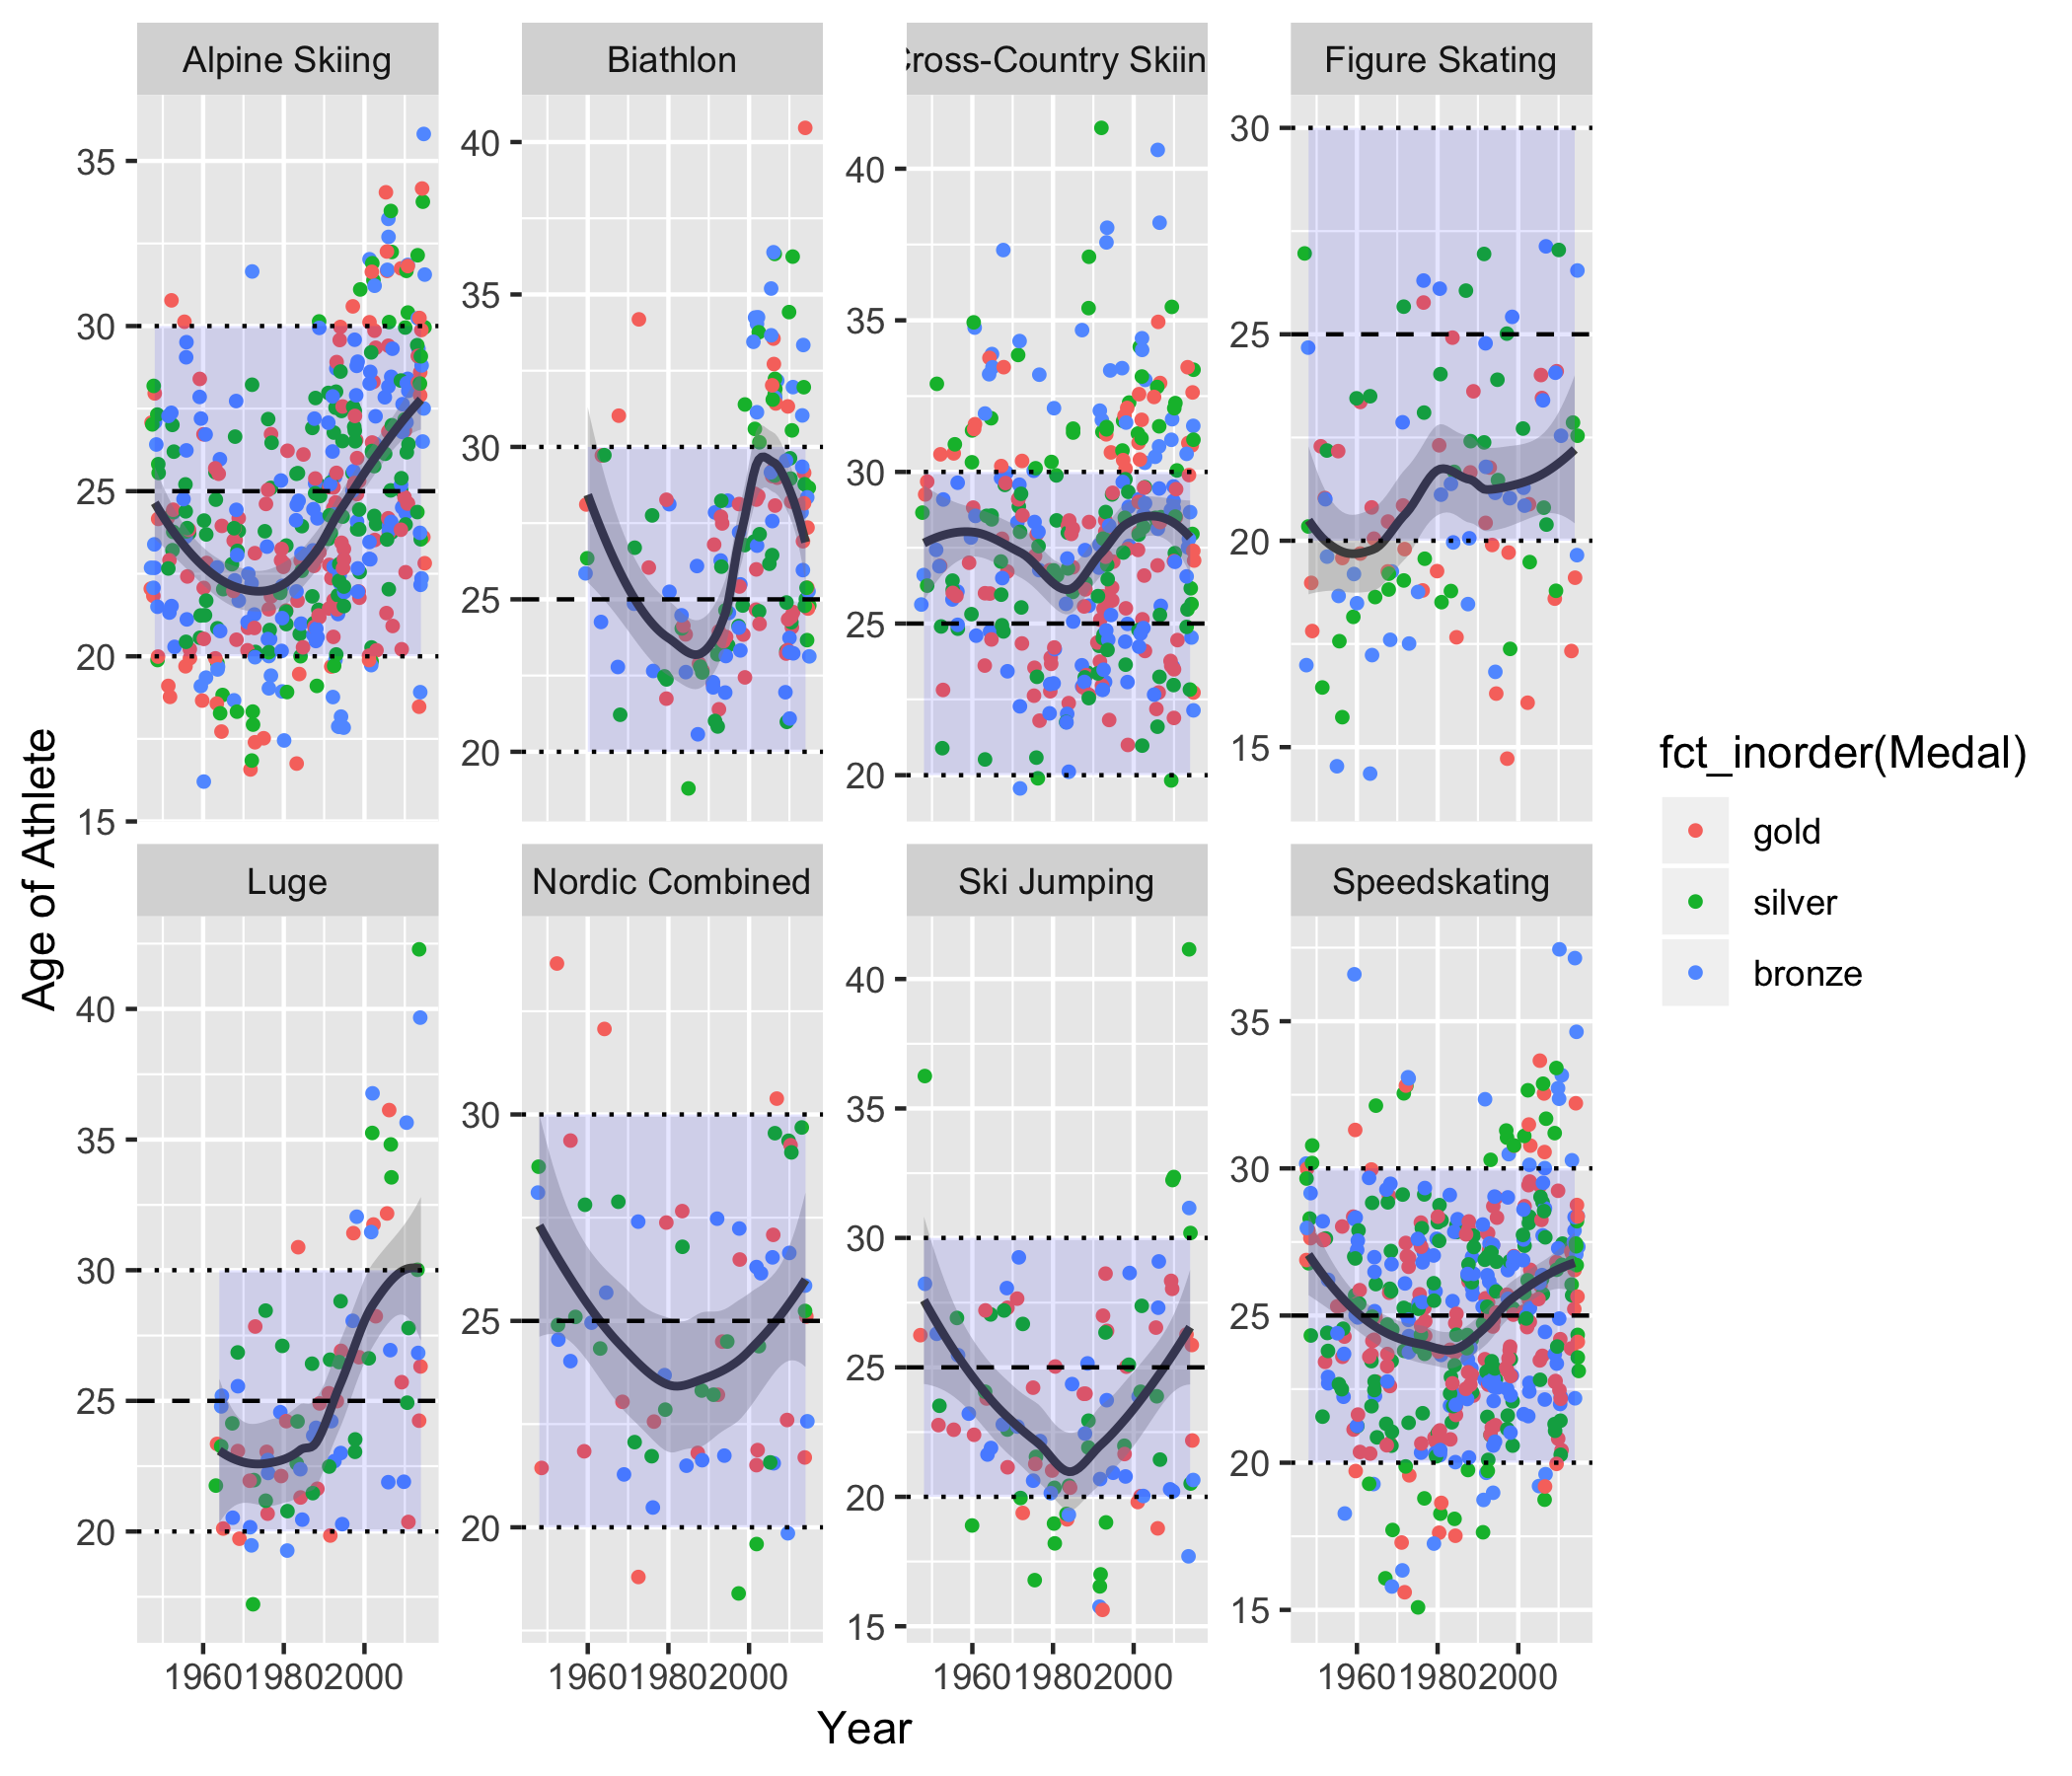 Alpine Skiing
Biathlon
Cross-Country Skiin
Figure Skating
35
30
25
20
15
40
35
30
25
20
40
35
30
25
20
30
25
20
15
Luge
Nordic Combined
Ski Jumping
Speedskating
40
35
30
25
20
30
25
20
40
35
30
25
20
15
35
30
25
20
15
1960 1980 2000
1960 1980 2000
1960 1980 2000
1960 1980 2000
Year
Age of Athlete
fct_inorder(Medal)
gold
silver
bronze